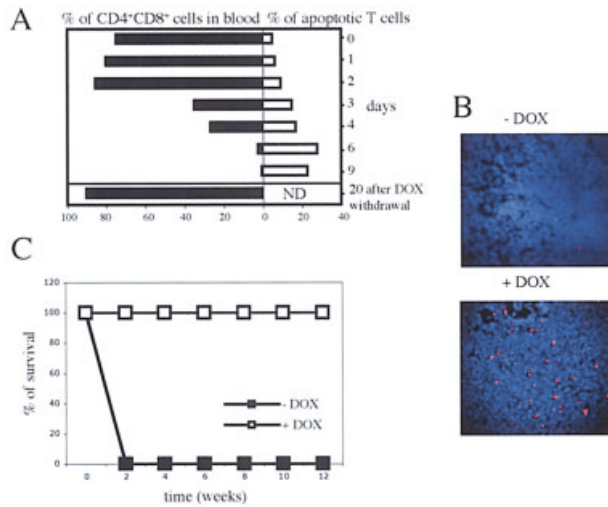 A
% of CD4+CD8+ cells in blood
% of apoptotic T cells
0
1
2
3
days
4
6
9
ND
20 after DOX
withdrawal
100 80 60 40 20 0 20 40
B
- DOX
+ DOX
C
% of survival
120
100
80
60
40
20
0
- DOX
+ DOX
0 2 4 6 8 10 12
time (weeks)